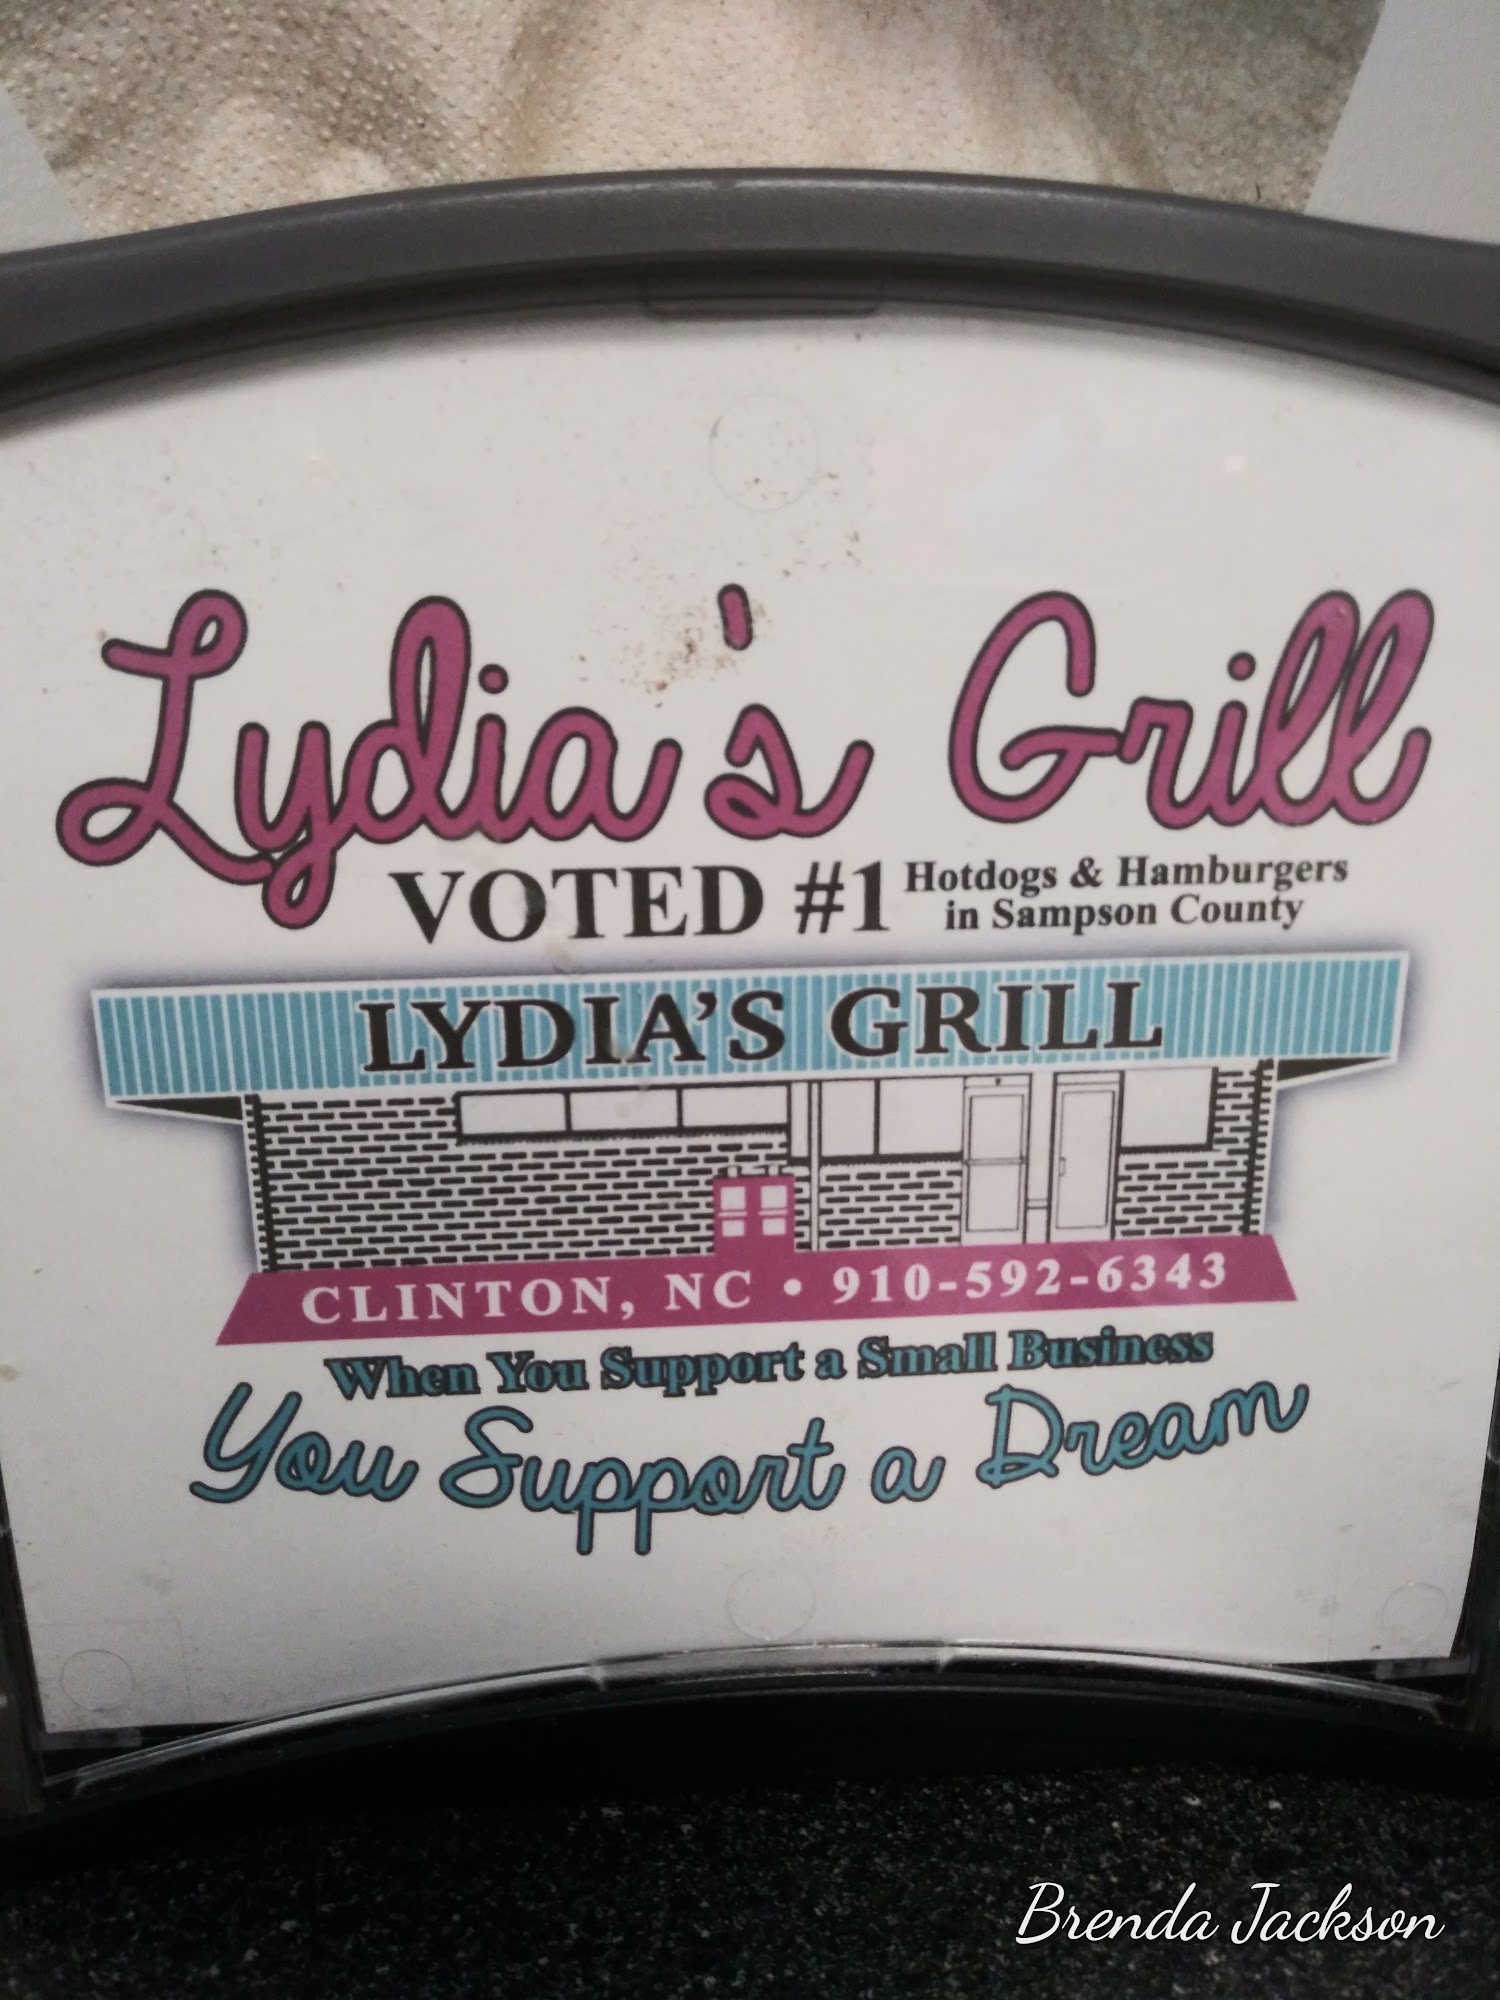 Lydia's Grill
VOTED #1 Hotdogs & Hamburgers
in Sampson County
LYDIA'S GRILL
CLINTON, NC • 910-592-6343
When You Support a Small Business
You Support a Dream
Brenda Jackson